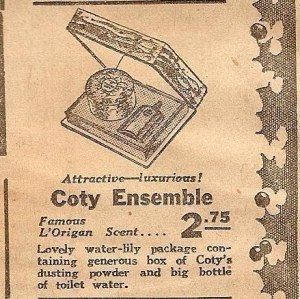 Attractive—luxurious!
Coty Ensemble
Famous
L'Origan Scent.... 2.75
Lovely water-lily package con-
taining generous box of Coty's
dusting powder and big bottle
of toilet water.